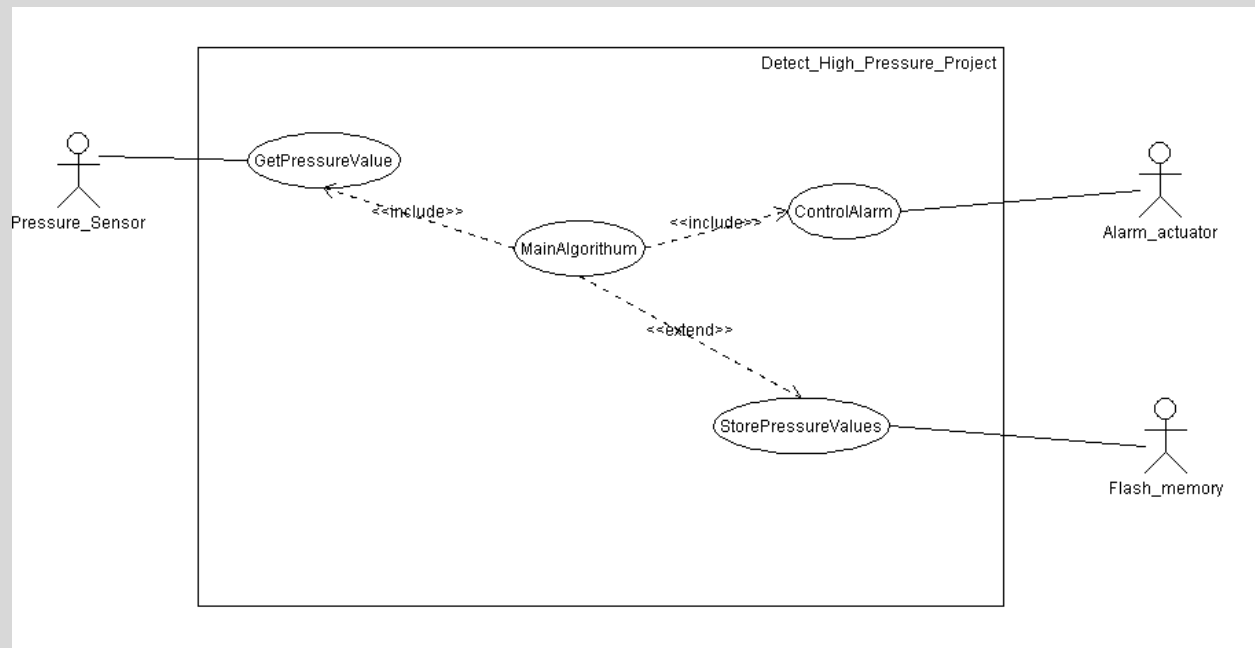 Detect_High_Pressure_Project
GetPressureValue
Pressure_Sensor
<<include>>
<<include>>
ControlAlarm
Alarm_actuator
MainAlgorithum
<<extend>>
StorePressureValues
Flash_memory